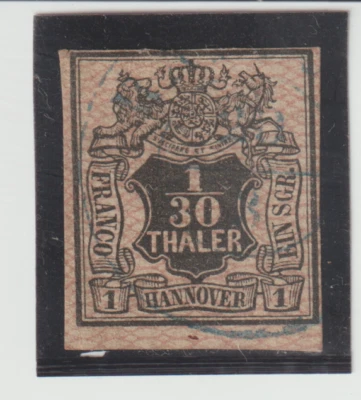 1
30
THALER
FRANCO
EIN SGR.
1 HANNOVER 1